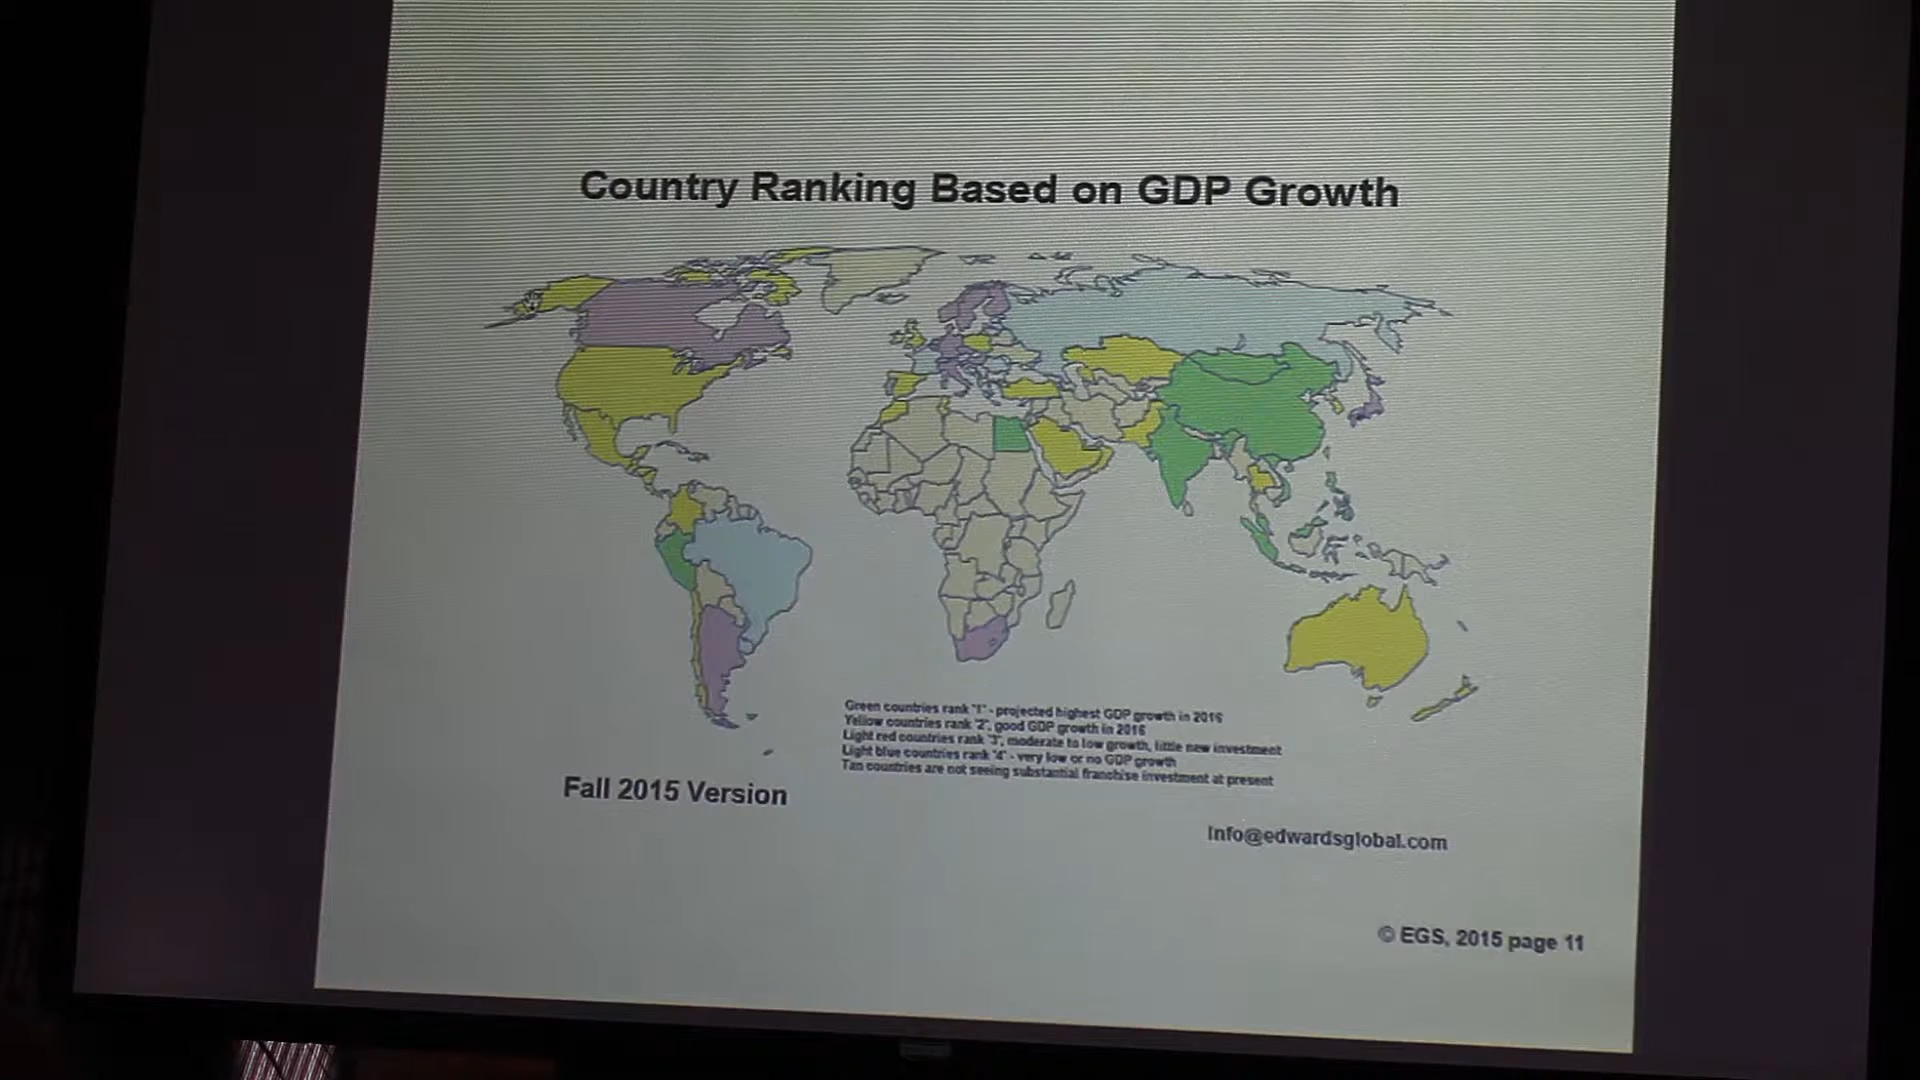 Country Ranking Based on GDP Growth
Green countries rank "1" - projected highest GDP growth in 2016
Yellow countries rank "2", good GDP growth in 2016
Light red countries rank "3", moderate to low growth, little new investment
Light blue countries rank "4" - very low or no GDP growth
Tan countries are not seeing substantial franchise investment at present
Fall 2015 Version
Info@edwardsglobal.com
© EGS, 2015 page 11